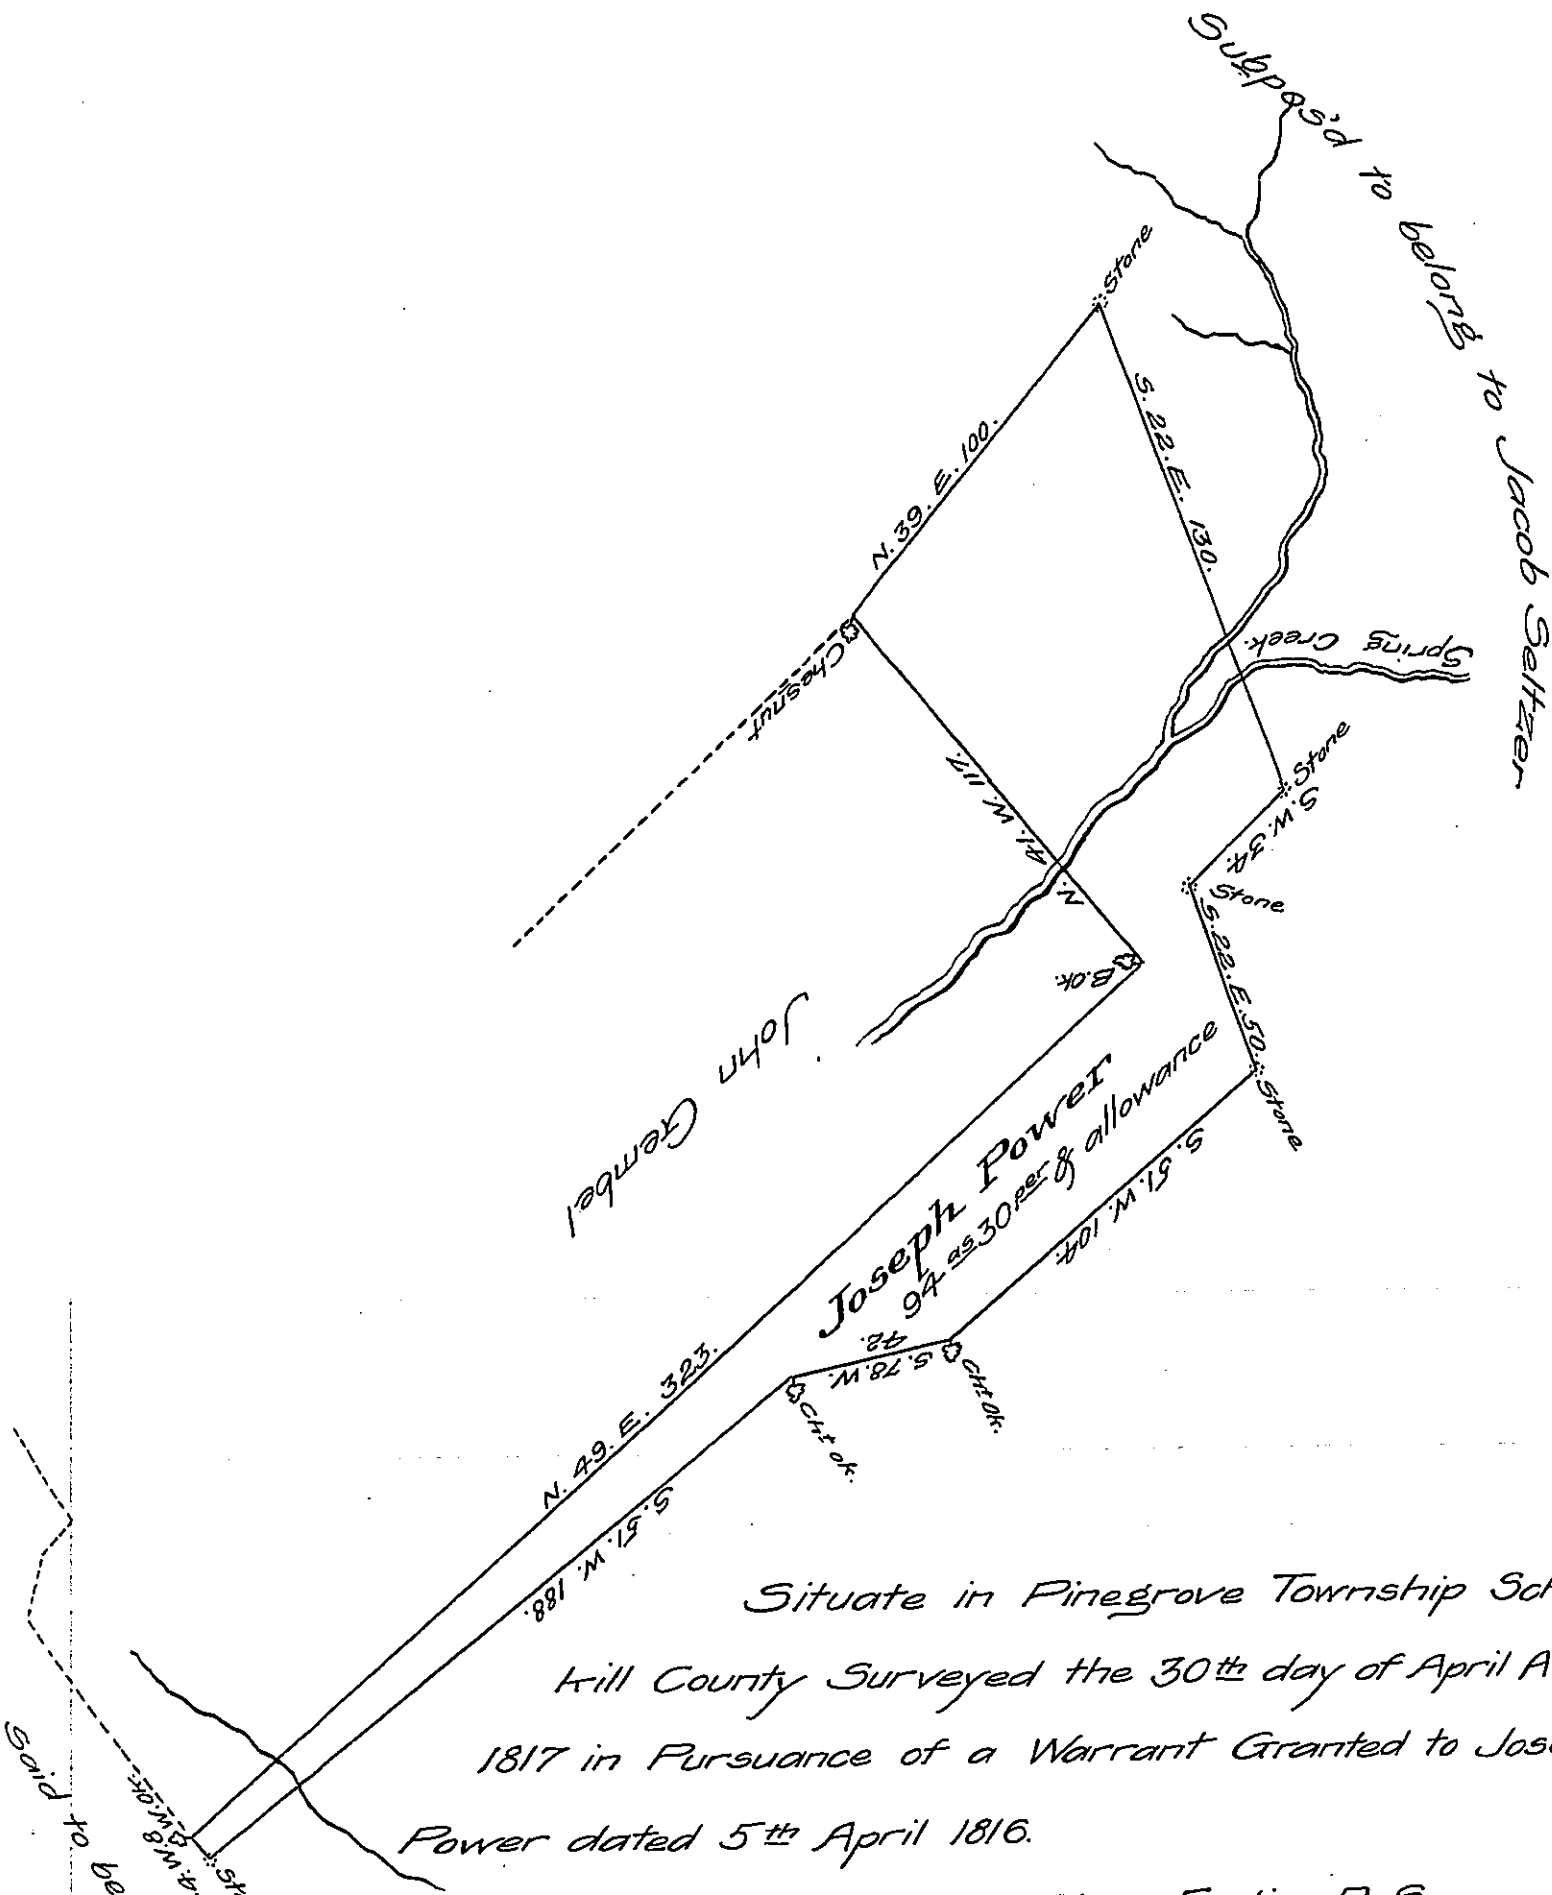 Suppos'd to belong to Jacob Seltzer
Stone
N. 39. E. 100.
S. 22. E. 130.
Spring Creek.
Chesnut
N. 41. W. 117.
Stone
S. W. 34.
Stone
S. 22. E. 50.
Stone
B.ok.
John Gembel
Joseph Power
94 as 30 per & allowance
S. 51. W. 104.
S. 78. W. 42.
Cht ok.
Cht ok.
N. 49. E. 323.
S. 51. W. 188.
W.ok.
Said to be
Situate in Pinegrove Township Sch
kill County Surveyed the 30th day of April A
1817 in Pursuance of a Warrant Granted to Jos
Power dated 5th April 1816.